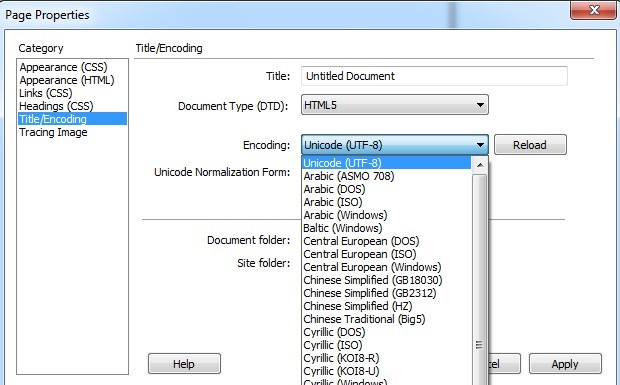 Page Properties
Category
Title/Encoding
Appearance (CSS)
Appearance (HTML)
Links (CSS)
Headings (CSS)
Title/Encoding
Tracing Image
Title: Untitled Document
Document Type (DTD): HTML5
Encoding: Unicode (UTF-8) Reload
Unicode Normalization Form:
Document folder:
Site folder:
Unicode (UTF-8)
Arabic (ASMO 708)
Arabic (DOS)
Arabic (ISO)
Arabic (Windows)
Baltic (Windows)
Central European (DOS)
Central European (ISO)
Central European (Windows)
Chinese Simplified (GB18030)
Chinese Simplified (GB2312)
Chinese Simplified (HZ)
Chinese Traditional (Big5)
Cyrillic (DOS)
Cyrillic (ISO)
Cyrillic (KOI8-R)
Cyrillic (KOI8-U)
Cyrillic (Windows)
Help cel Apply